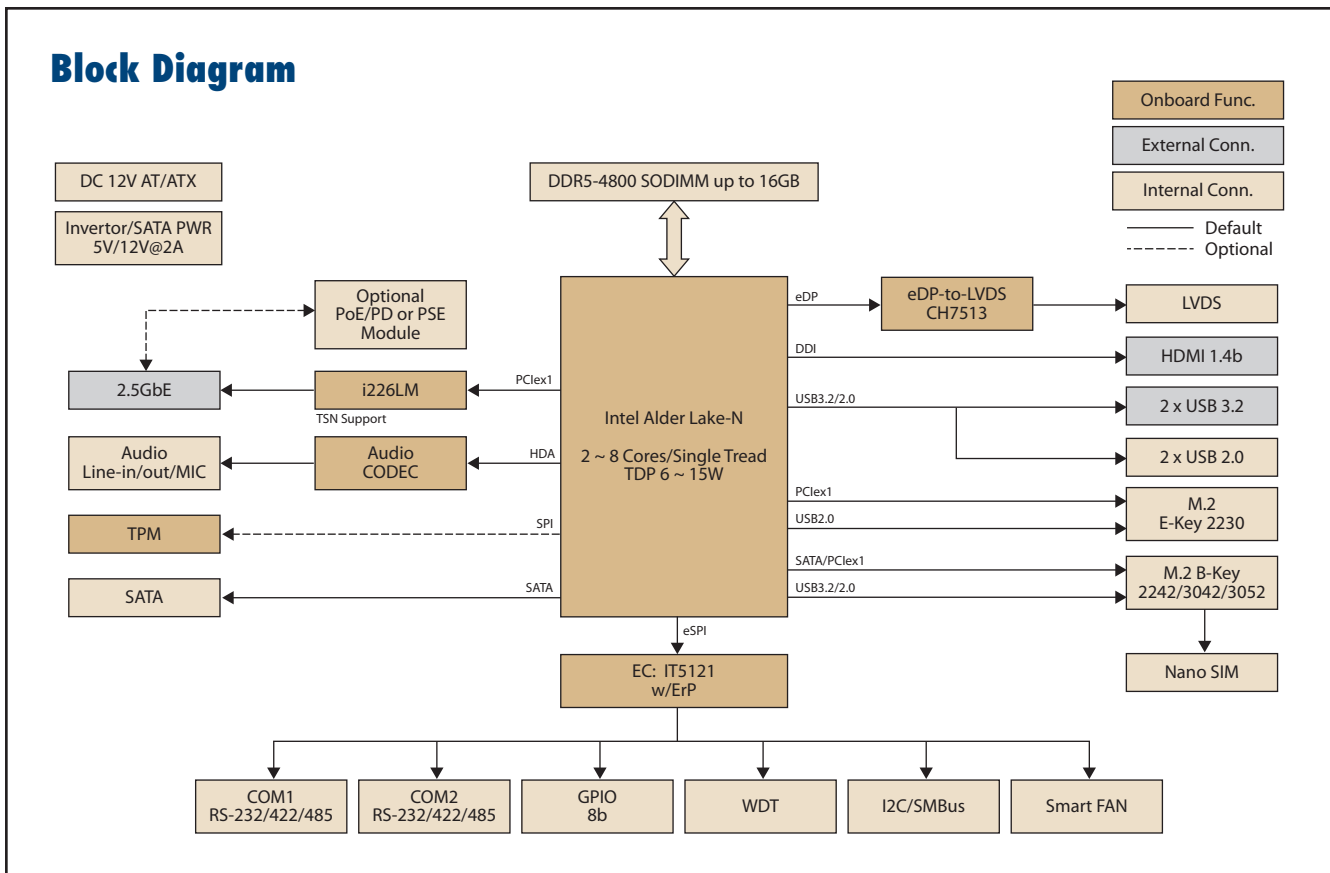 Block Diagram
Onboard Func.
External Conn.
Internal Conn.
Default
Optional
DC 12V AT/ATX
Invertor/SATA PWR
5V/12V@2A
DDR5-4800 SODIMM up to 16GB
Optional
PoE/PD or PSE
Module
2.5GbE
i226LM
TSN Support
PCIex1
Audio
Line-in/out/MIC
Audio
CODEC
HDA
TPM
SPI
SATA
SATA
Intel Alder Lake-N
2 ~ 8 Cores/Single Tread
TDP 6 ~ 15W
eDP
eDP-to-LVDS
CH7513
LVDS
DDI
HDMI 1.4b
USB3.2/2.0
2 x USB 3.2
2 x USB 2.0
PCIex1
USB2.0
M.2
E-Key 2230
SATA/PCIex1
USB3.2/2.0
M.2 B-Key
2242/3042/3052
Nano SIM
eSPI
EC: IT5121
w/ErP
COM1
RS-232/422/485
COM2
RS-232/422/485
GPIO
8b
WDT
I2C/SMBus
Smart FAN